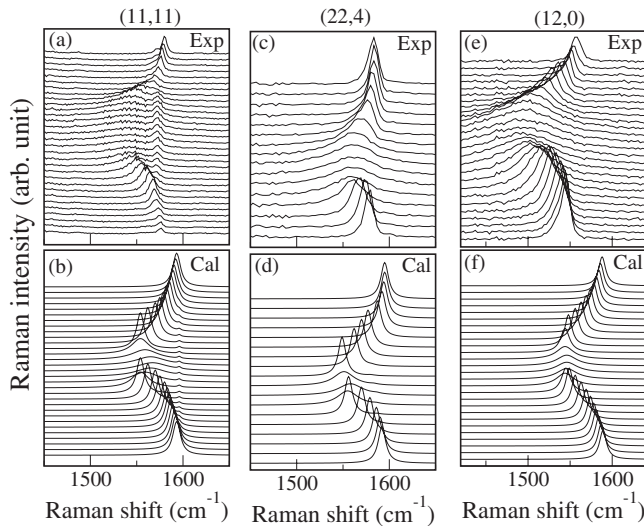 (11,11) (22,4) (12,0)
(a) Exp (c) Exp (e) Exp
Raman intensity (arb. unit)
(b) Cal (d) Cal (f) Cal
1500 1600 1500 1600 1500 1600
Raman shift (cm-1) Raman shift (cm-1) Raman shift (cm-1)